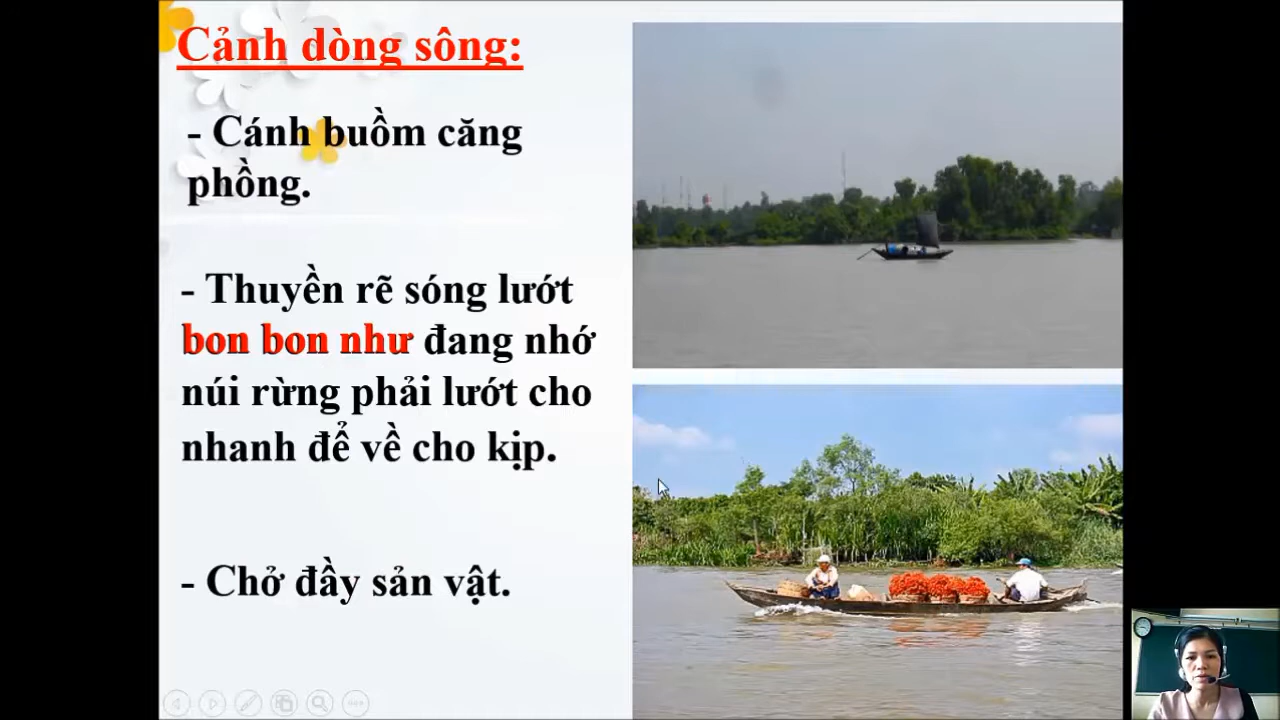 Cảnh dòng sông:
- Cánh buồm căng
phồng.
- Thuyền rẽ sóng lướt
bon bon như đang nhớ
núi rừng phải lướt cho
nhanh để về cho kịp.
- Chở đầy sản vật.